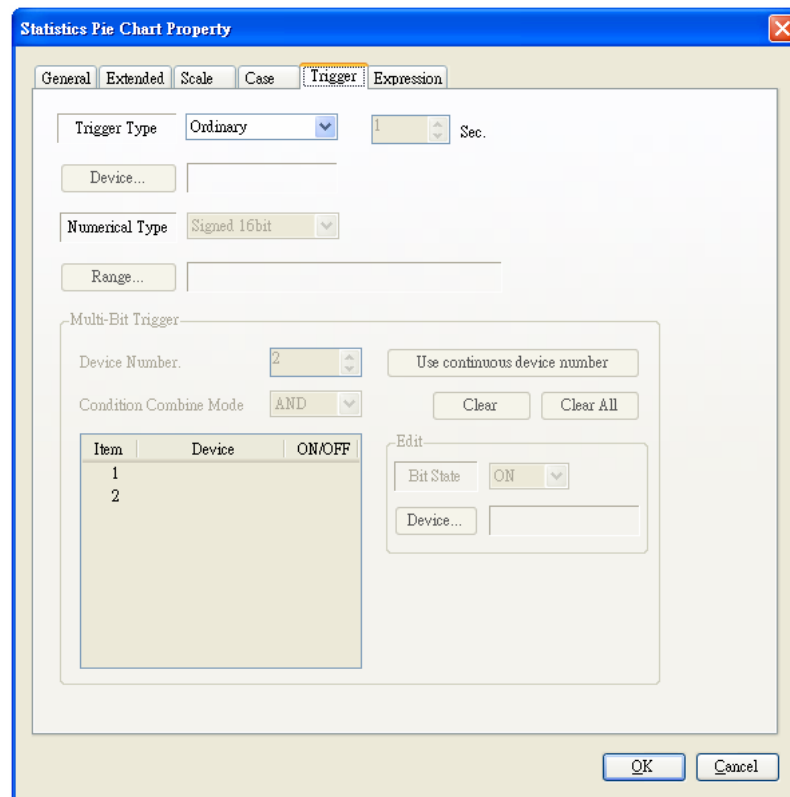 Statistics Pie Chart Property
General Extended Scale Case Trigger Expression
Trigger Type Ordinary 1 Sec.
Device...
Numerical Type Signed 16bit
Range...
Multi-Bit Trigger
Device Number. 2 Use continuous device number
Condition Combine Mode AND Clear Clear All
Item Device ON/OFF
1
2
Edit
Bit State ON
Device...
OK Cancel